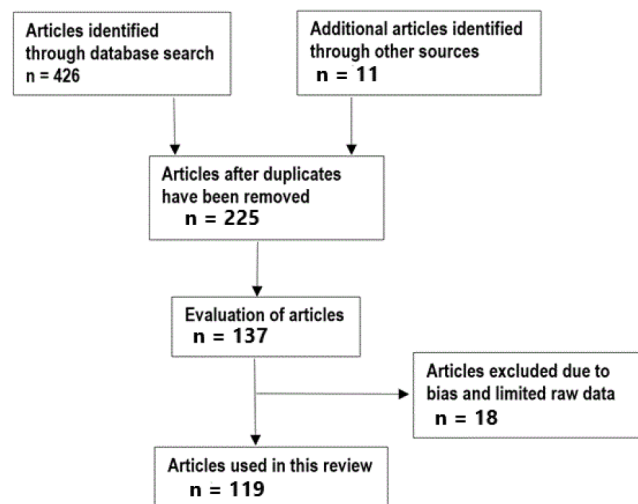 Articles identified
through database search
n = 426
Additional articles identified
through other sources
n = 11
Articles after duplicates
have been removed
n = 225
Evaluation of articles
n = 137
Articles excluded due to
bias and limited raw data
n = 18
Articles used in this review
n = 119